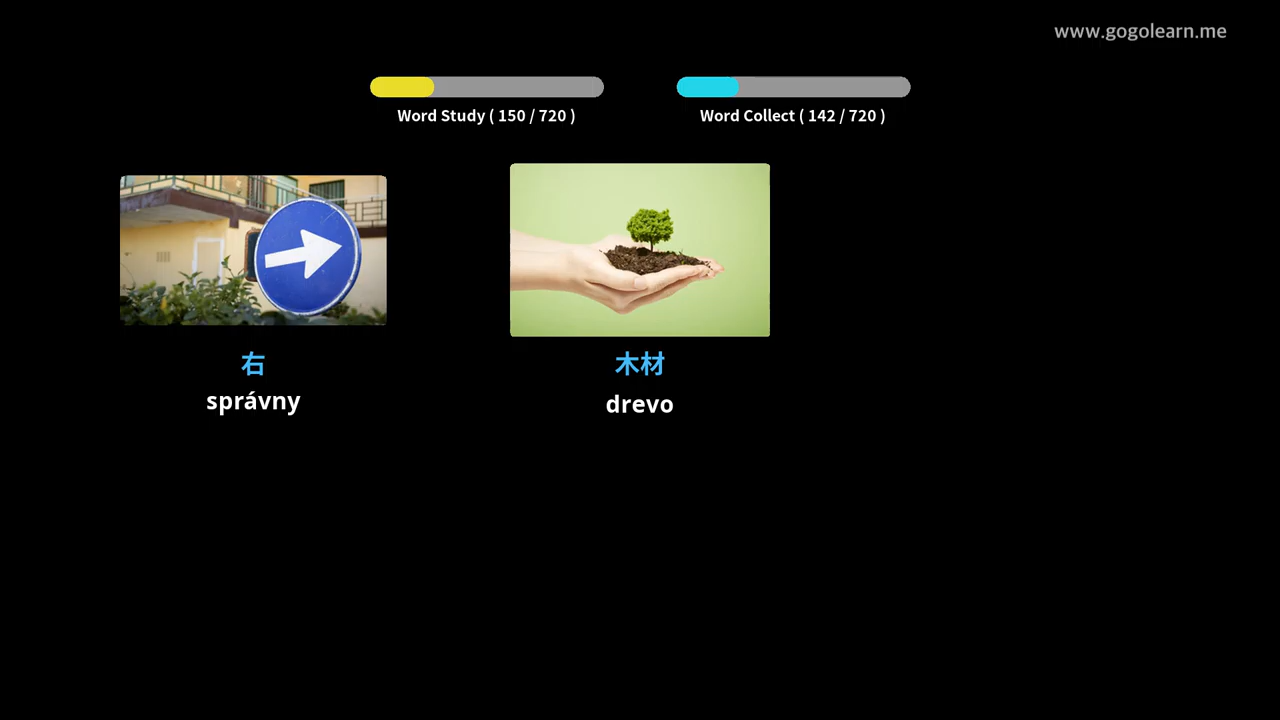 www.gogolearn.me
Word Study ( 150 / 720 )
Word Collect ( 142 / 720 )
右
správny
木材
drevo